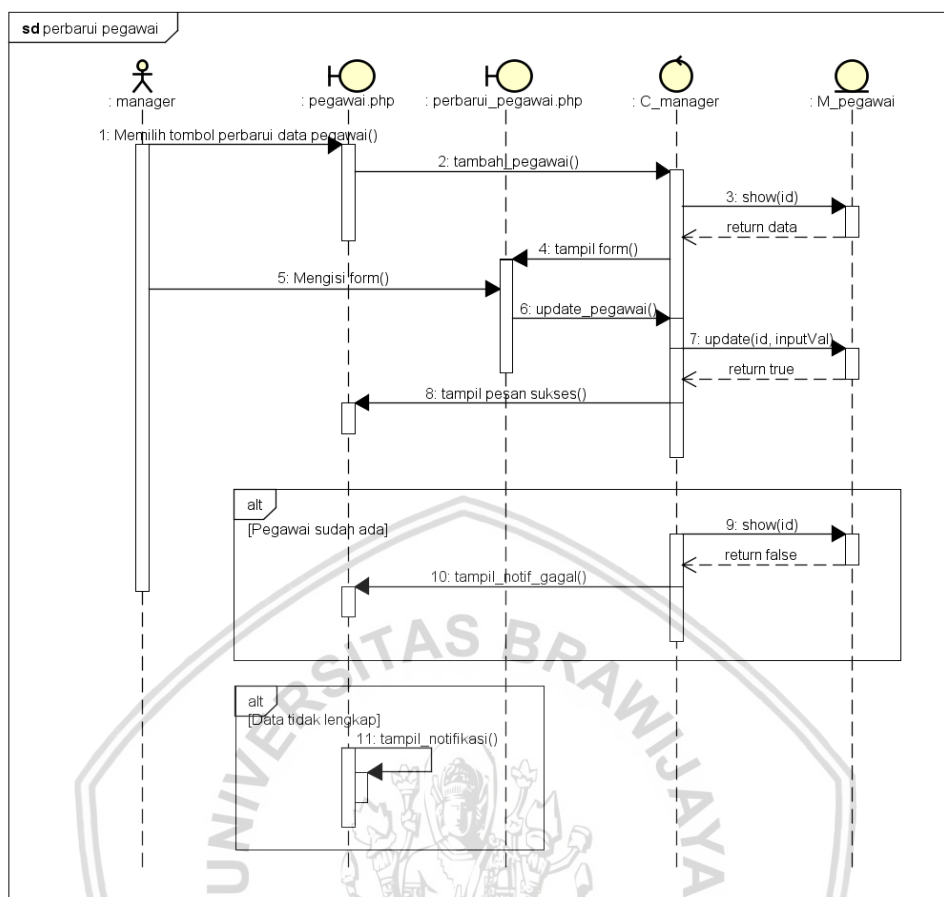 sd perbarui pegawai
: manager
: pegawai.php
: perbarui_pegawai.php
: C_manager
: M_pegawai
1: Memilih tombol perbarui data pegawai()
2: tambah_pegawai()
3: show(id)
return data
4: tampil form()
5: Mengisi form()
6: update_pegawai()
7: update(id, inputVal)
return true
8: tampil pesan sukses()
alt
[Pegawai sudah ada]
9: show(id)
return false
10: tampil_notif_gagal()
alt
[Data tidak lengkap]
11: tampil_notifikasi()
UNIVERSITAS BRAWIJAYA